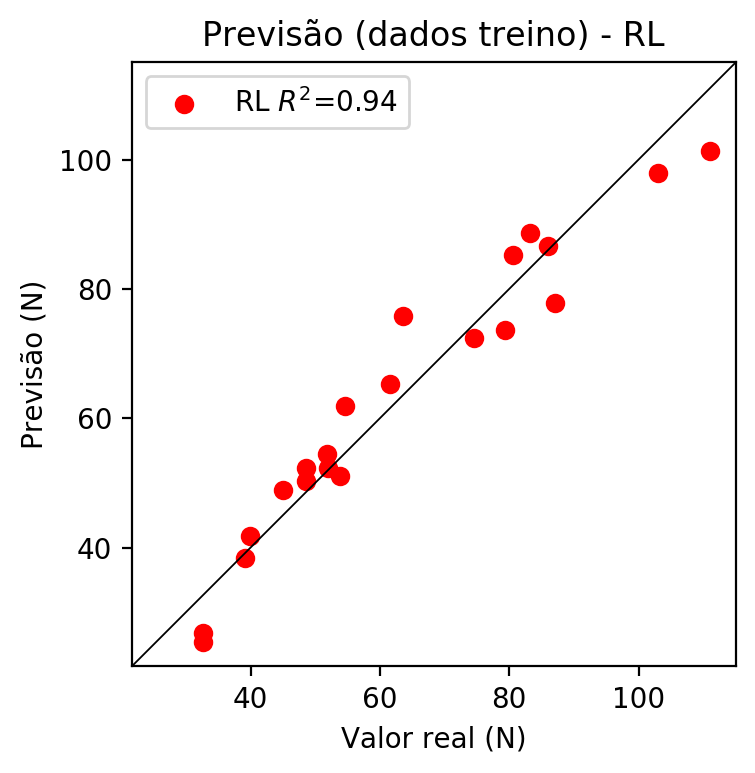 Previsão (dados treino) - RL
RL R²=0.94
Previsão (N)
100
80
60
40
40 60 80 100
Valor real (N)